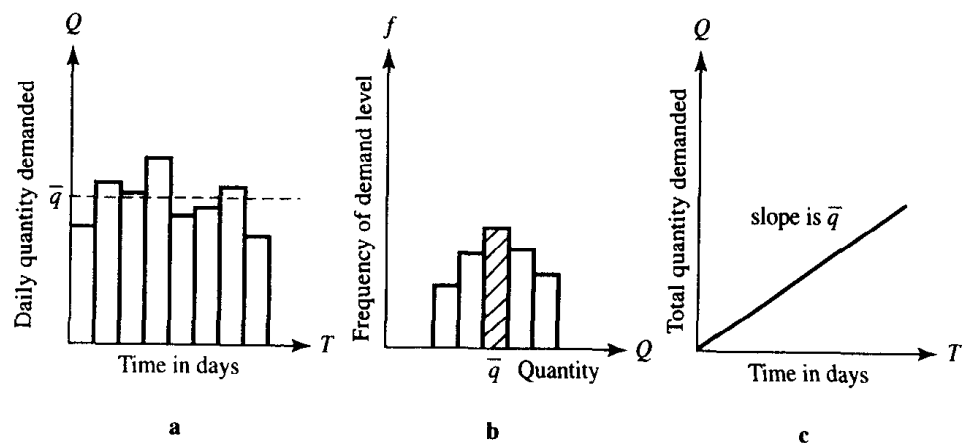 Q
Daily quantity demanded
q̅
T
Time in days
a
f
Frequency of demand level
Q
q̅ Quantity
b
Q
Total quantity demanded
slope is q̅
T
Time in days
c